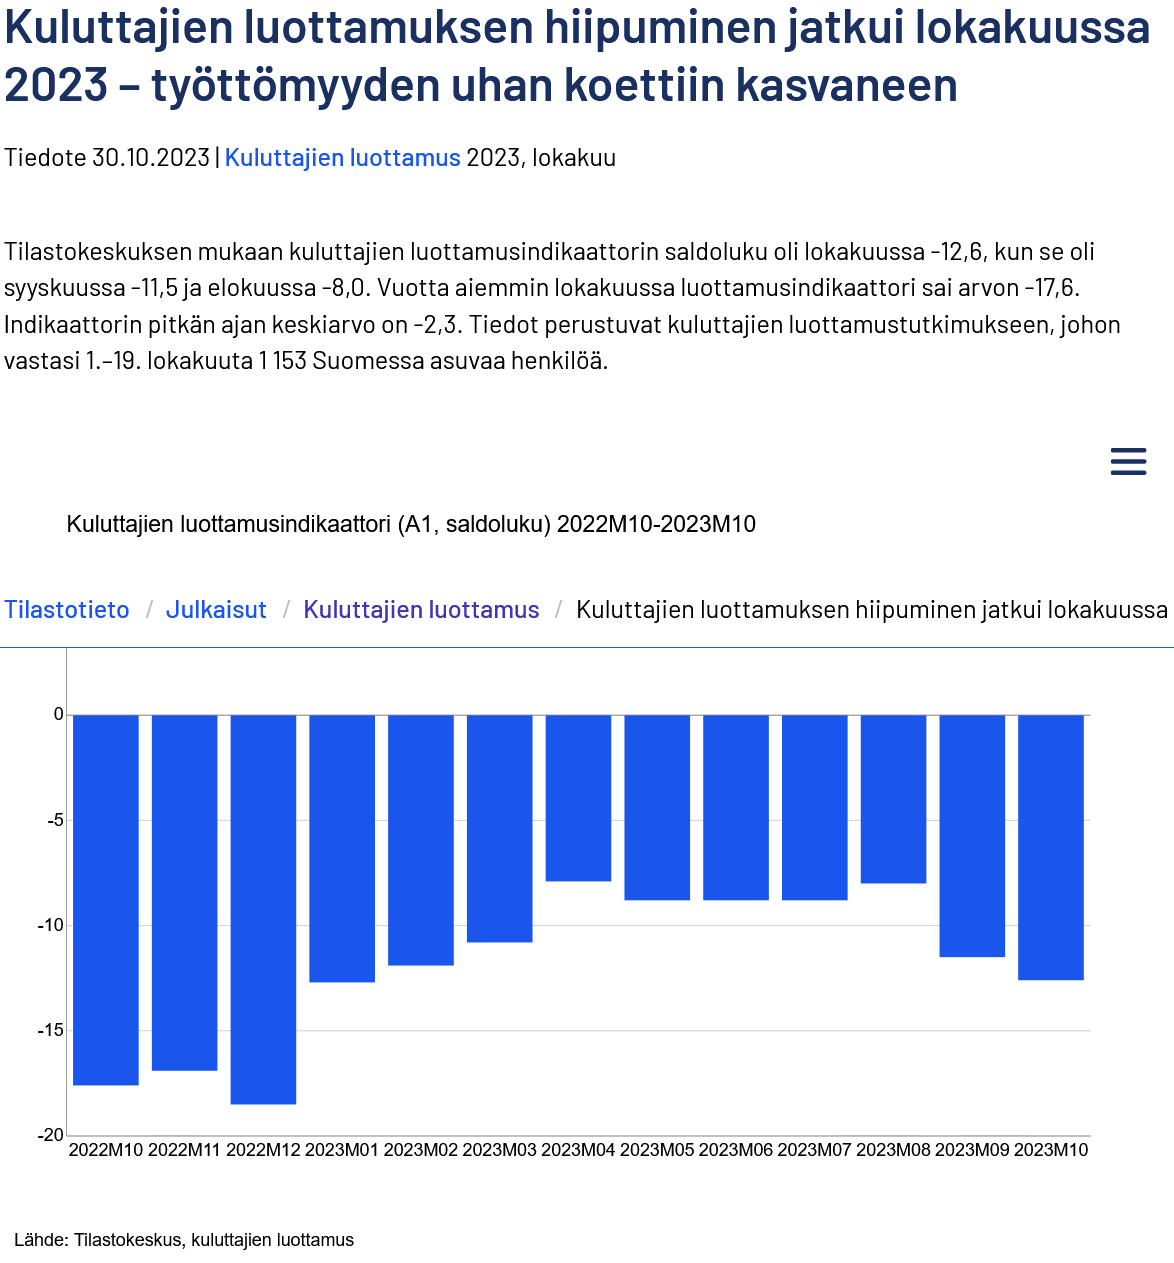 Kuluttajien luottamuksen hiipuminen jatkui lokakuussa
2023 – työttömyyden uhan koettiin kasvaneen
Tiedote 30.10.2023 | Kuluttajien luottamus 2023, lokakuu
Tilastokeskuksen mukaan kuluttajien luottamusindikaattorin saldoluku oli lokakuussa -12,6, kun se oli
syyskuussa -11,5 ja elokuussa -8,0. Vuotta aiemmin lokakuussa luottamusindikaattori sai arvon -17,6.
Indikaattorin pitkän ajan keskiarvo on -2,3. Tiedot perustuvat kuluttajien luottamustutkimukseen, johon
vastasi 1.–19. lokakuuta 1 153 Suomessa asuvaa henkilöä.
Kuluttajien luottamusindikaattori (A1, saldoluku) 2022M10-2023M10
Tilastotieto / Julkaisut / Kuluttajien luottamus / Kuluttajien luottamuksen hiipuminen jatkui lokakuussa
0
-5
-10
-15
-20
2022M10 2022M11 2022M12 2023M01 2023M02 2023M03 2023M04 2023M05 2023M06 2023M07 2023M08 2023M09 2023M10
Lähde: Tilastokeskus, kuluttajien luottamus